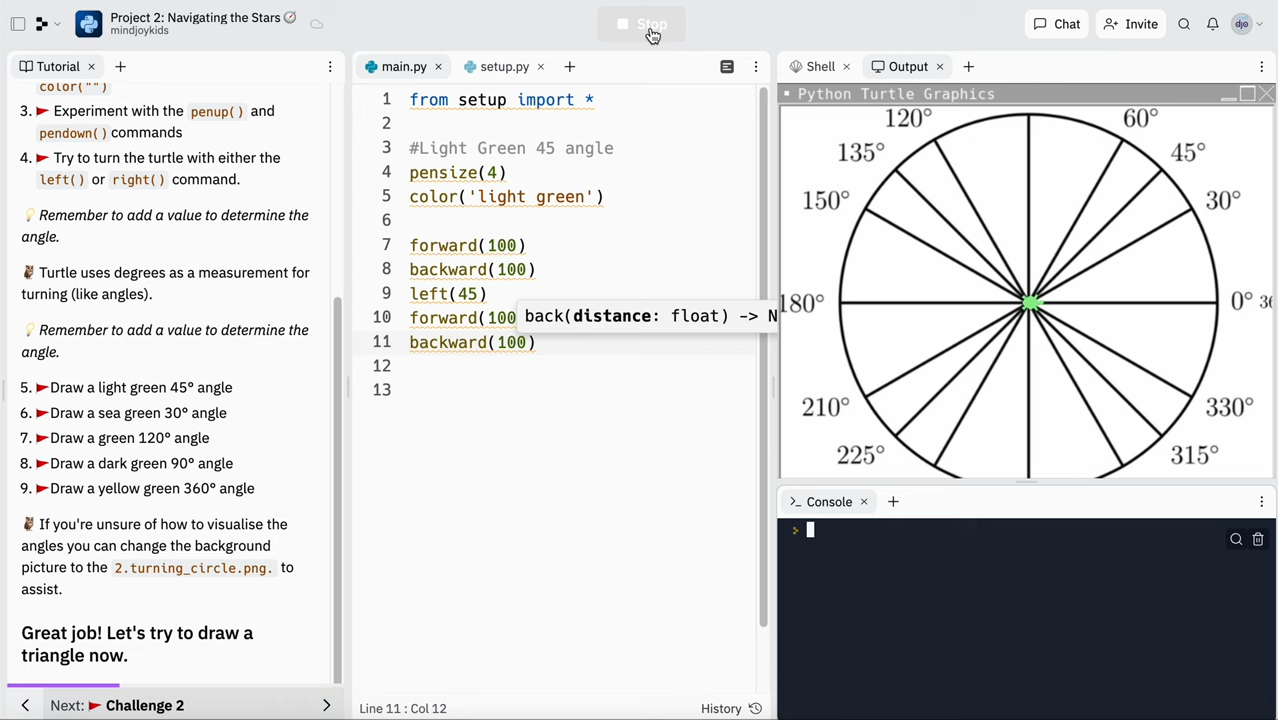 Project 2: Navigating the Stars
mindjoykids
Stop
Chat
Invite
djo
Tutorial
color("")
3. Experiment with the penup() and
pendown() commands
4. Try to turn the turtle with either the
left() or right() command.
Remember to add a value to determine the
angle.
Turtle uses degrees as a measurement for
turning (like angles).
Remember to add a value to determine the
angle.
5. Draw a light green 45° angle
6. Draw a sea green 30° angle
7. Draw a green 120° angle
8. Draw a dark green 90° angle
9. Draw a yellow green 360° angle
If you're unsure of how to visualise the
angles you can change the background
picture to the 2.turning_circle.png. to
assist.
Great job! Let's try to draw a
triangle now.
Next: Challenge 2
main.py
setup.py
1 from setup import *
2
3 #Light Green 45 angle
4 pensize(4)
5 color('light green')
6
7 forward(100)
8 backward(100)
9 left(45)
10 forward(100
back(distance: float) -> N
11 backward(100)
12
13
Line 11 : Col 12
History
Shell
Output
Python Turtle Graphics
120°
60°
135°
45°
150°
30°
180°
0° 36
210°
330°
225°
315°
Console